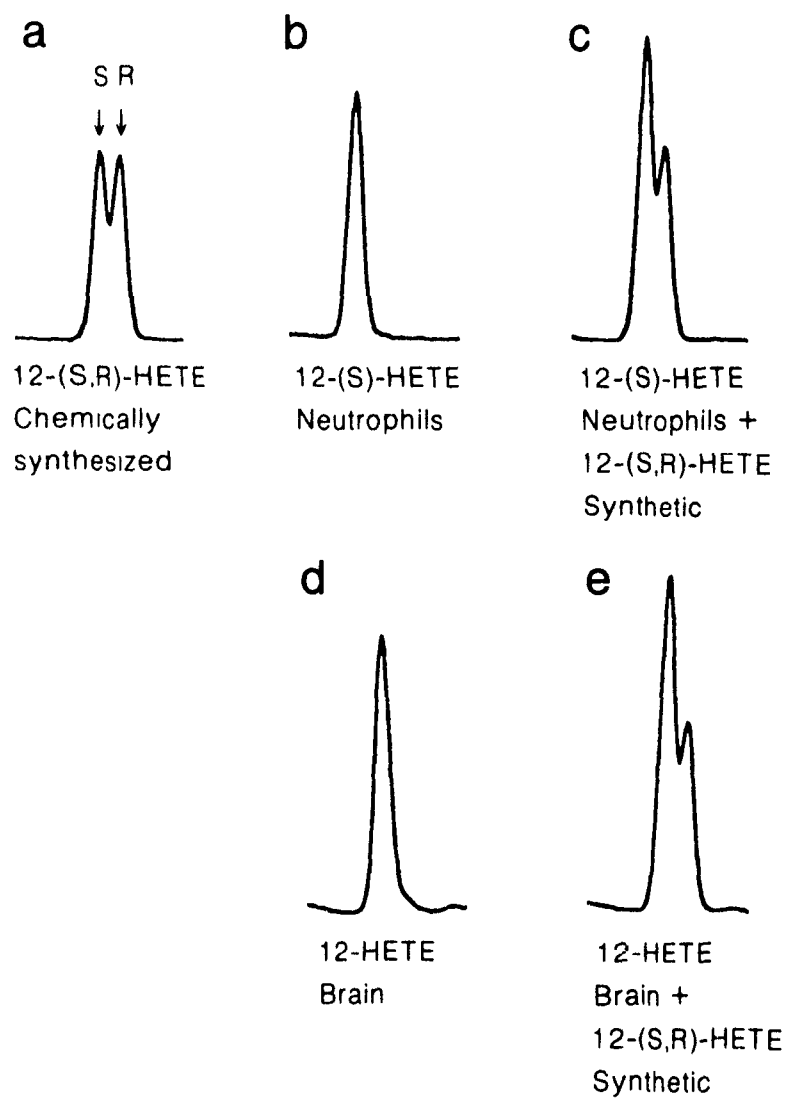 a
S R
12-(S,R)-HETE
Chemically
synthesized
b
12-(S)-HETE
Neutrophils
c
12-(S)-HETE
Neutrophils +
12-(S,R)-HETE
Synthetic
d
12-HETE
Brain
e
12-HETE
Brain +
12-(S,R)-HETE
Synthetic